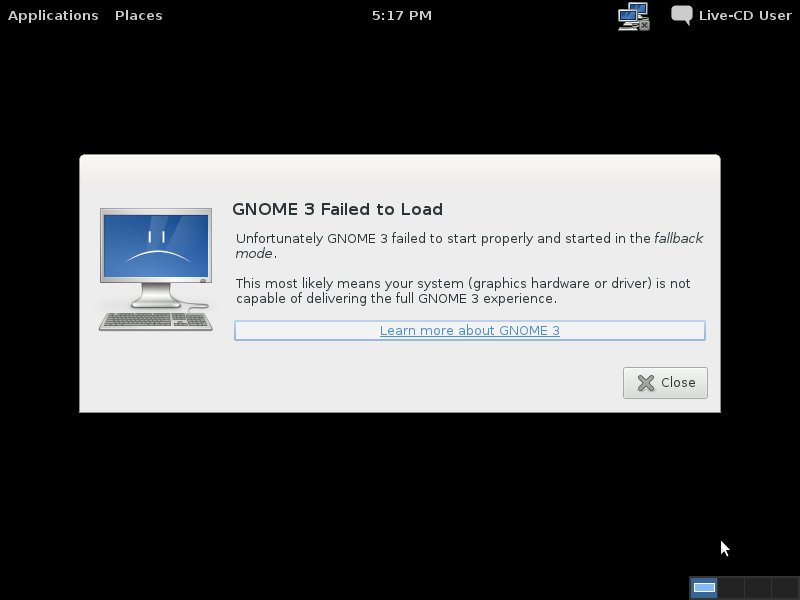 Applications Places 5:17 PM Live-CD User
GNOME 3 Failed to Load
Unfortunately GNOME 3 failed to start properly and started in the fallback
mode.
This most likely means your system (graphics hardware or driver) is not
capable of delivering the full GNOME 3 experience.
Learn more about GNOME 3
Close